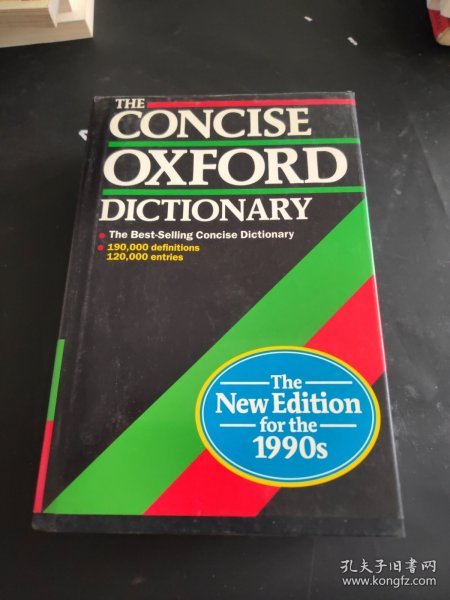 THE
CONCISE
OXFORD
DICTIONARY
The Best-Selling Concise Dictionary
190,000 definitions
120,000 entries
The
New Edition
for the
1990s
孔夫子旧书网
www.kongfz.com